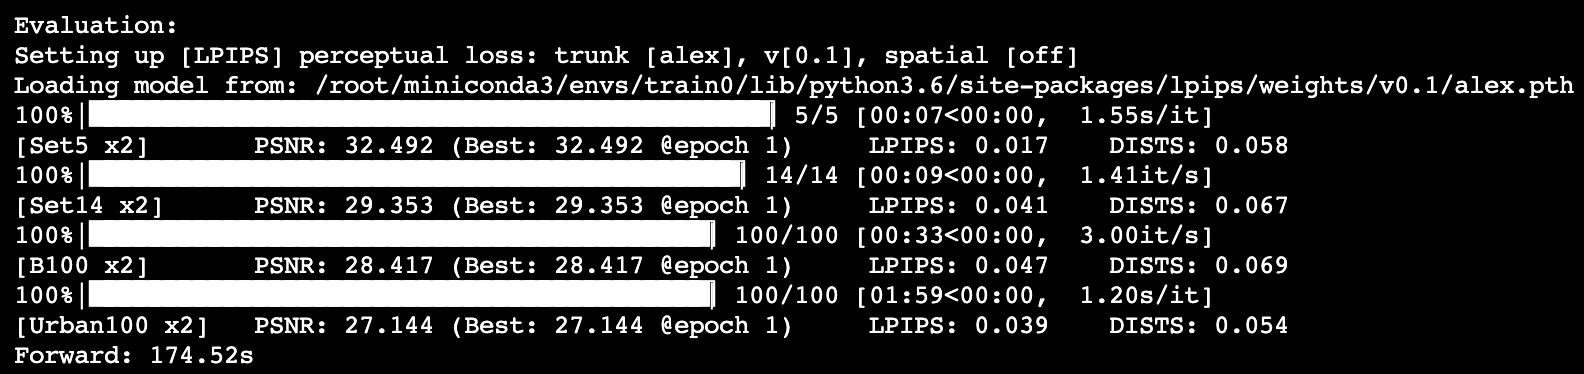 Evaluation:
Setting up [LPIPS] perceptual loss: trunk [alex], v[0.1], spatial [off]
Loading model from: /root/miniconda3/envs/train0/lib/python3.6/site-packages/lpips/weights/v0.1/alex.pth
100%|██████████| 5/5 [00:07<00:00,  1.55s/it]
[Set5 x2]       PSNR: 32.492 (Best: 32.492 @epoch 1)     LPIPS: 0.017    DISTS: 0.058
100%|██████████| 14/14 [00:09<00:00,  1.41it/s]
[Set14 x2]      PSNR: 29.353 (Best: 29.353 @epoch 1)     LPIPS: 0.041    DISTS: 0.067
100%|██████████| 100/100 [00:33<00:00,  3.00it/s]
[B100 x2]       PSNR: 28.417 (Best: 28.417 @epoch 1)     LPIPS: 0.047    DISTS: 0.069
100%|██████████| 100/100 [01:59<00:00,  1.20s/it]
[Urban100 x2]   PSNR: 27.144 (Best: 27.144 @epoch 1)     LPIPS: 0.039    DISTS: 0.054
Forward: 174.52s